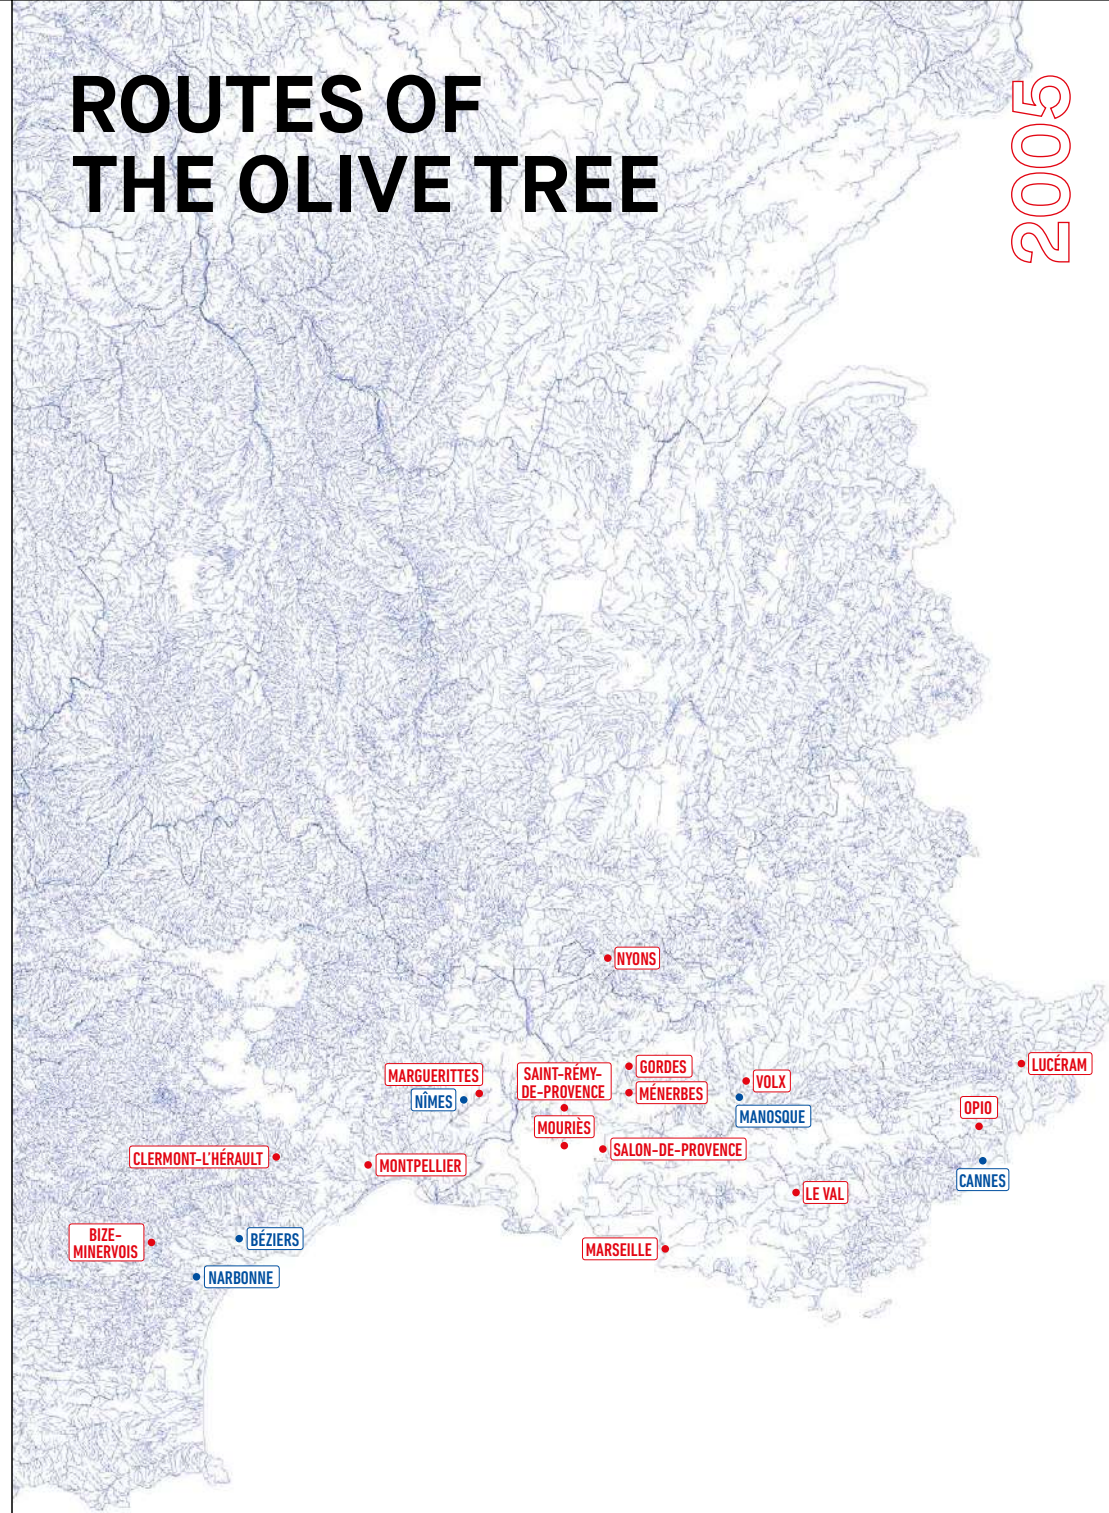 ROUTES OF
THE OLIVE TREE
2005
NYONS
GORDES
LUCÉRAM
MARGUERITTES
SAINT-RÉMY-
DE-PROVENCE
VOLX
MÉNERBES
NÎMES
MANOSQUE
OPIO
MOURIÈS
SALON-DE-PROVENCE
CLERMONT-L'HÉRAULT
MONTPELLIER
CANNES
LE VAL
BIZE-
MINERVOIS
BÉZIERS
MARSEILLE
NARBONNE